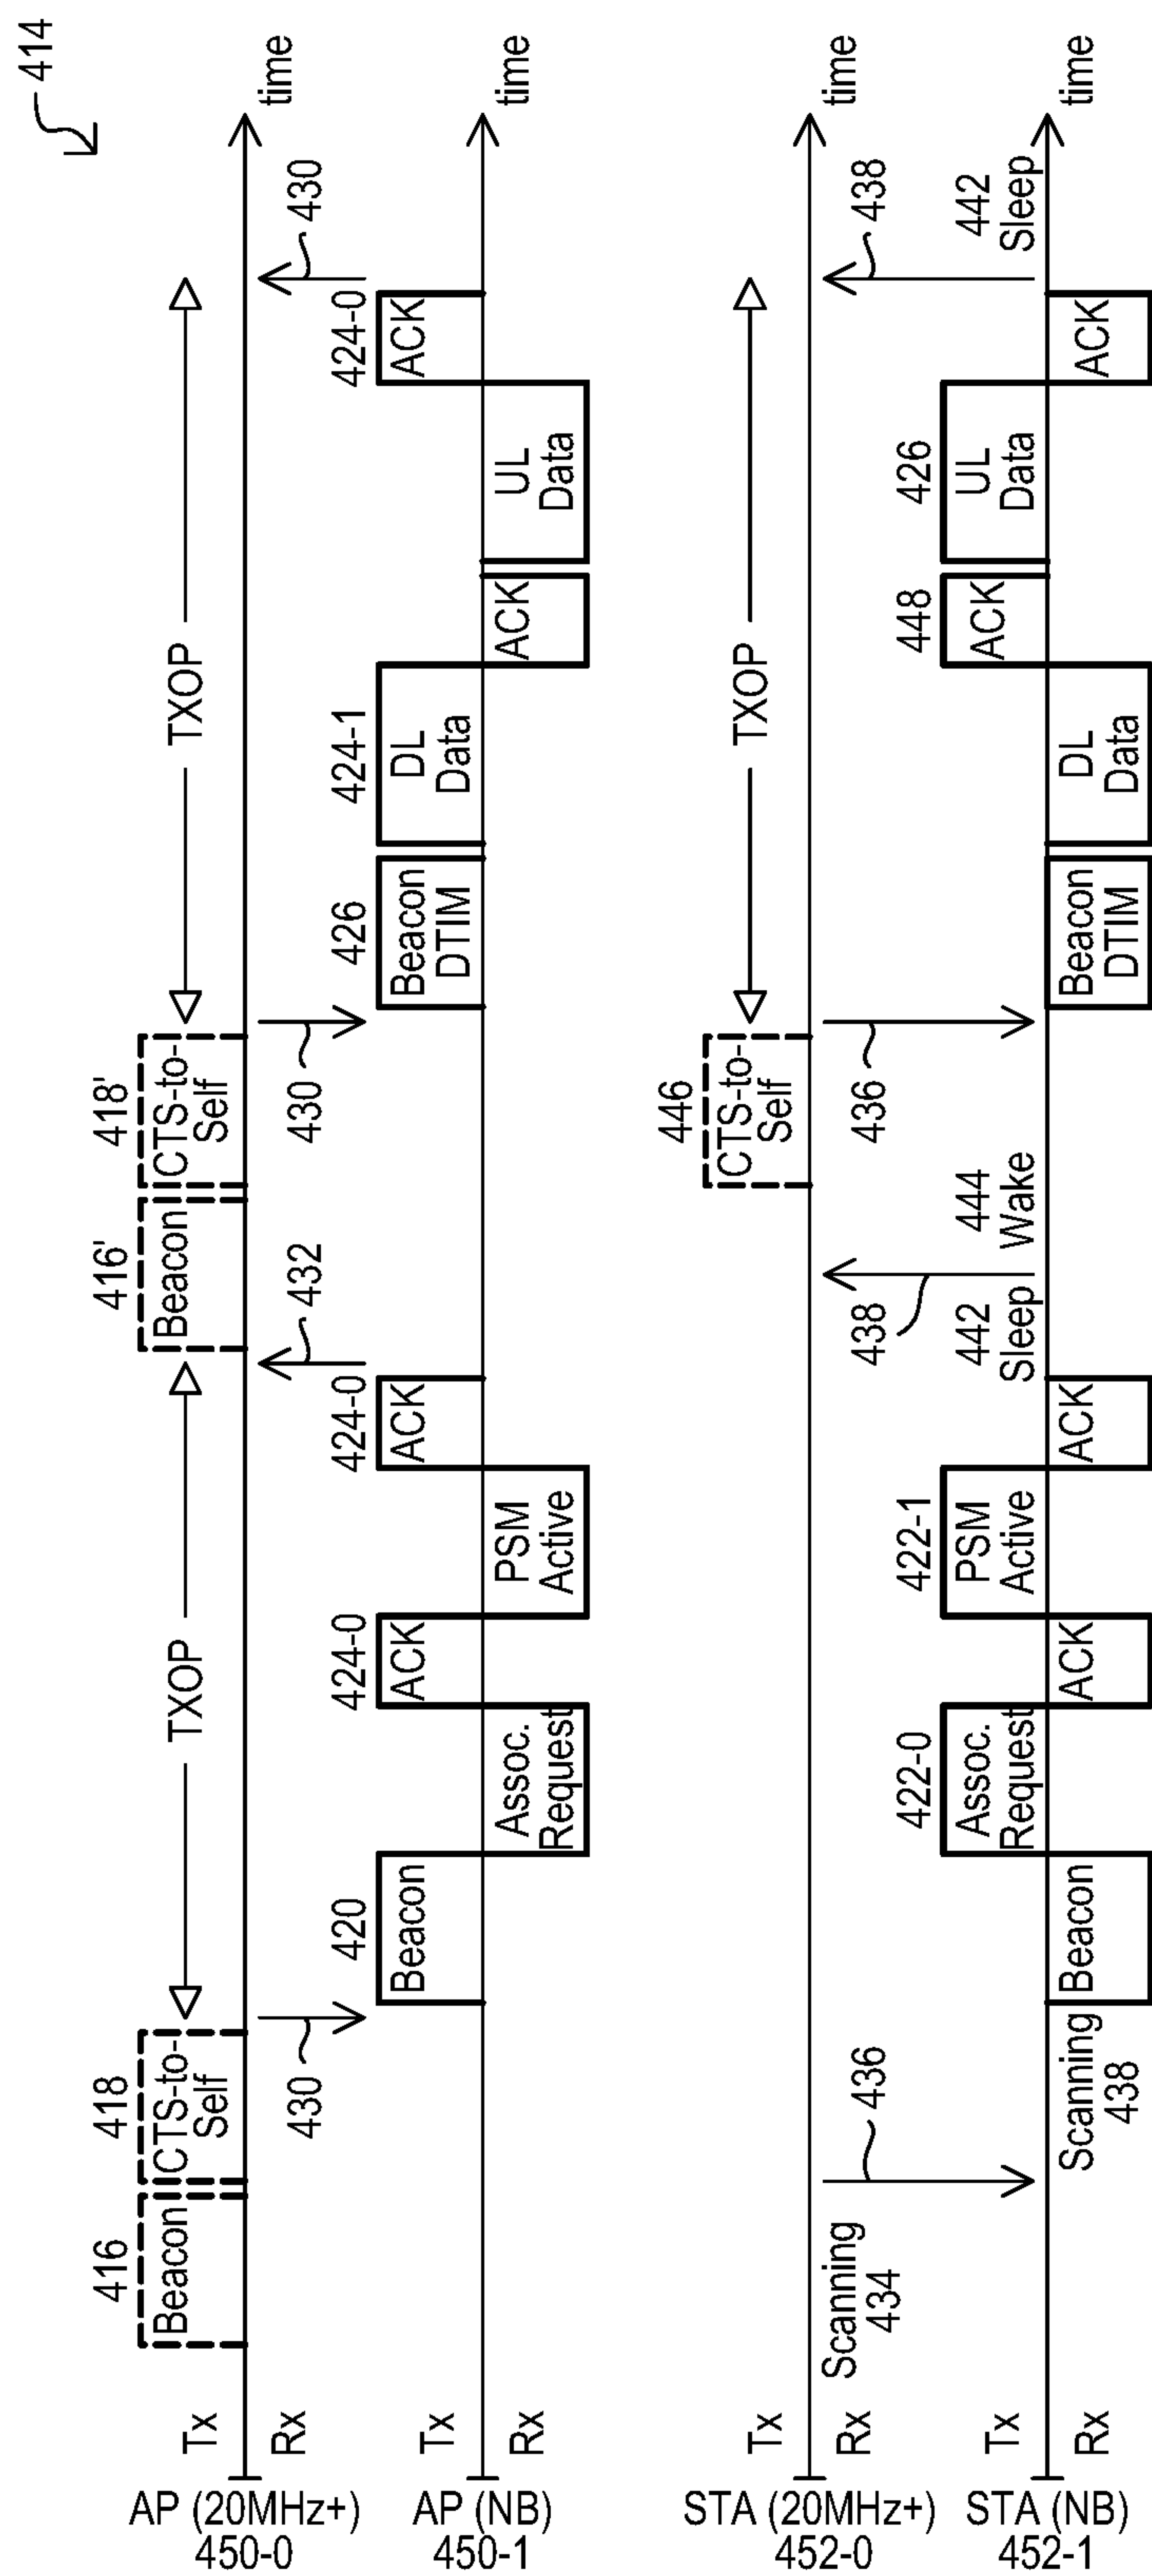 414
416
Beacon
418
CTS-to-
Self
TXOP
416'
Beacon
418'
CTS-to-
Self
TXOP
Tx
Rx
time
AP (20MHz+)
450-0
430
432
430
430
420
Beacon
424-0
ACK
424-0
ACK
426
Beacon
DTIM
424-1
DL
Data
424-0
ACK
Tx
Rx
time
AP (NB)
450-1
Assoc.
Request
PSM
Active
ACK
UL
Data
446
CTS-to-
Self
TXOP
Tx
Rx
time
STA (20MHz+)
452-0
Scanning
434
436
438
436
438
422-0
Assoc.
Request
422-1
PSM
Active
442
Sleep
444
Wake
448
ACK
426
UL
Data
442
Sleep
Tx
Rx
time
STA (NB)
452-1
Scanning
438
Beacon
ACK
ACK
Beacon
DTIM
DL
Data
ACK